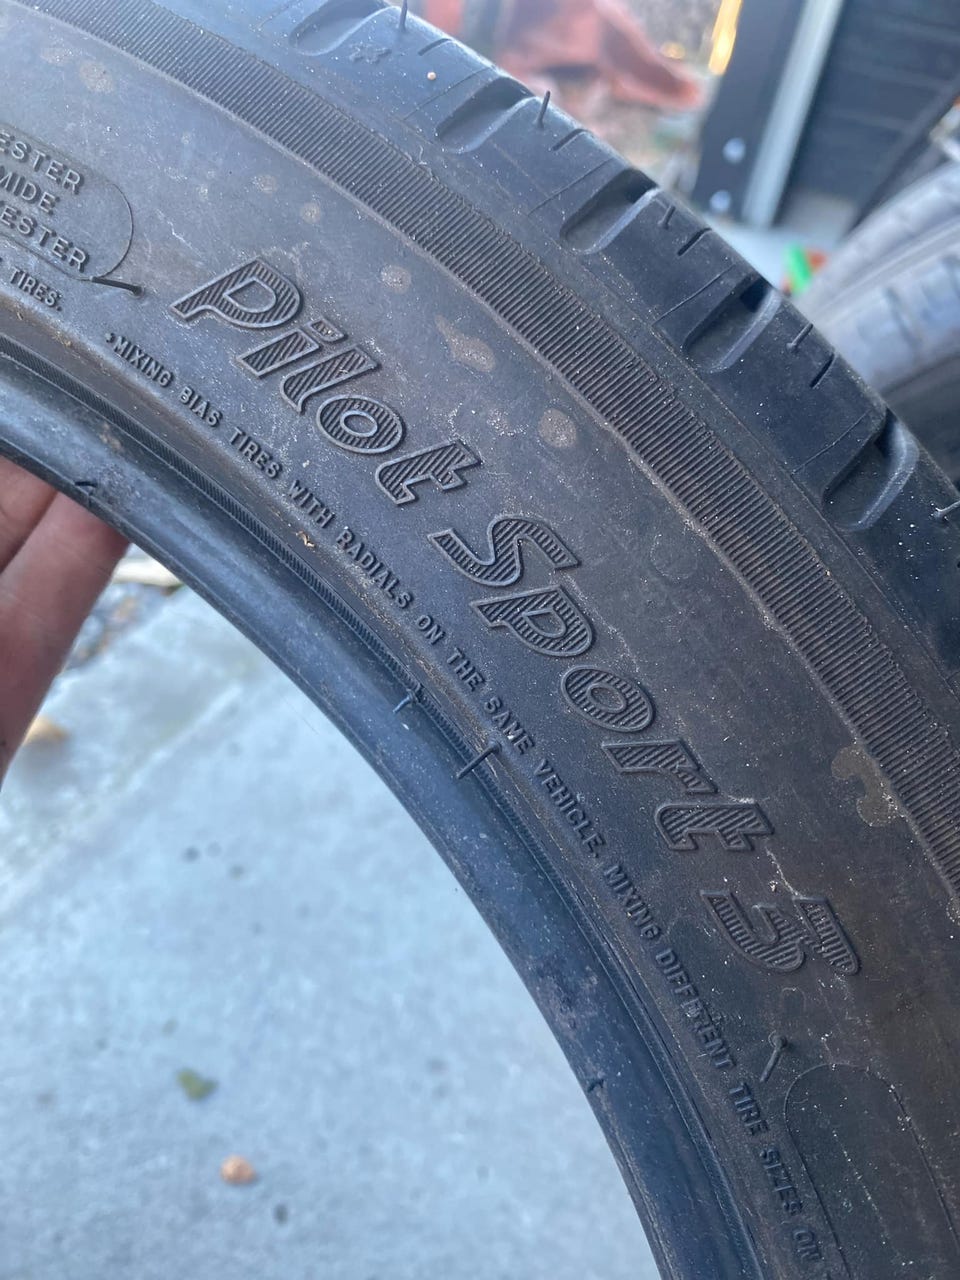 ESTER
MIDE
ESTER
TIRES.
Pilot Sport 3
•MIXING BIAS TIRES WITH RADIALS ON THE SAME VEHICLE. MIXING DIFFERENT TIRE SIZES ON